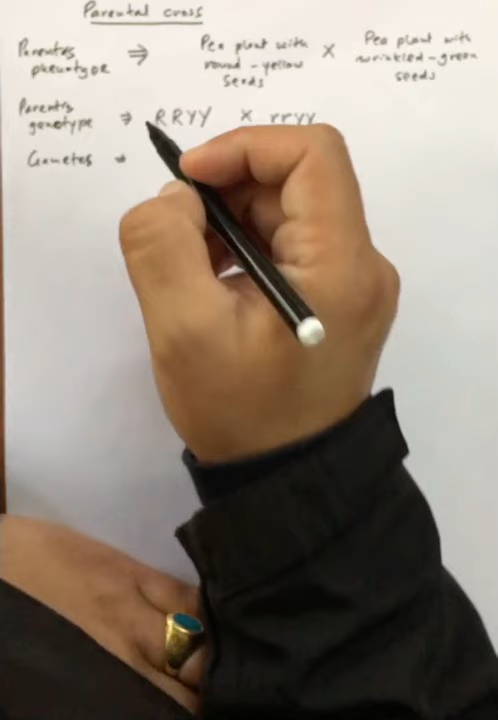 Parental cross
Parents phenotype ⇒ Pea plant with round-yellow seeds × Pea plant with wrinkled-green seeds
Parents genotype ⇒ RRYY × rryy
Gametes ⇒